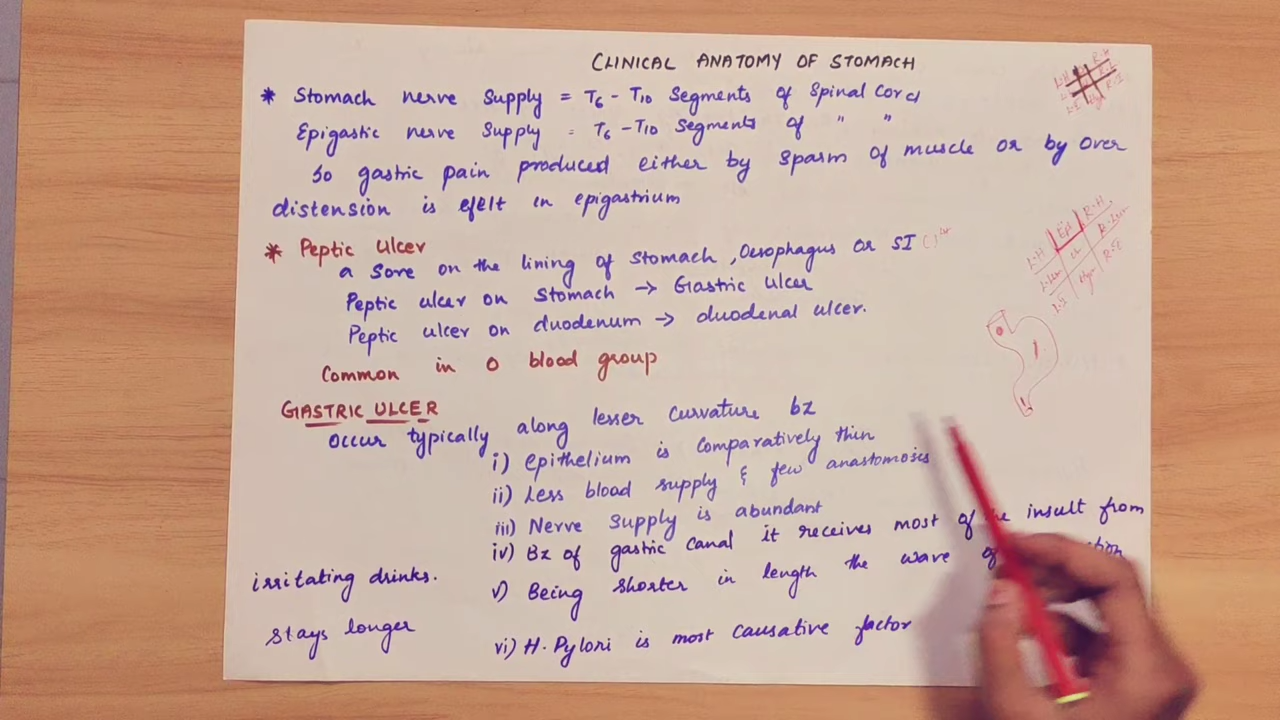 CLINICAL ANATOMY OF STOMACH
* Stomach nerve supply = T6 - T10 segments of spinal cord
Epigastic nerve supply = T6 - T10 segments of " "
so gastric pain produced either by spasm of muscle or by over
distension is efelt in epigastrium
* Peptic Ulcer
a sore on the lining of stomach, Oesophagus or SI
Peptic ulcer on stomach → Gastric Ulcer
Peptic ulcer on duodenum → duodenal ulcer.
Common in O blood group
GASTRIC ULCER
occur typically along lesser curvature bz
i) epithelium is comparatively thin
ii) Less blood supply & few anastomosis
iii) Nerve supply is abundant
iv) Bz of gastric canal it receives most of the insult from
irritating drinks.
v) Being shorter in length the wave
stays longer
vi) H. Pylori is most causative factor
R-H
L-H
Epi
R-H
L-H